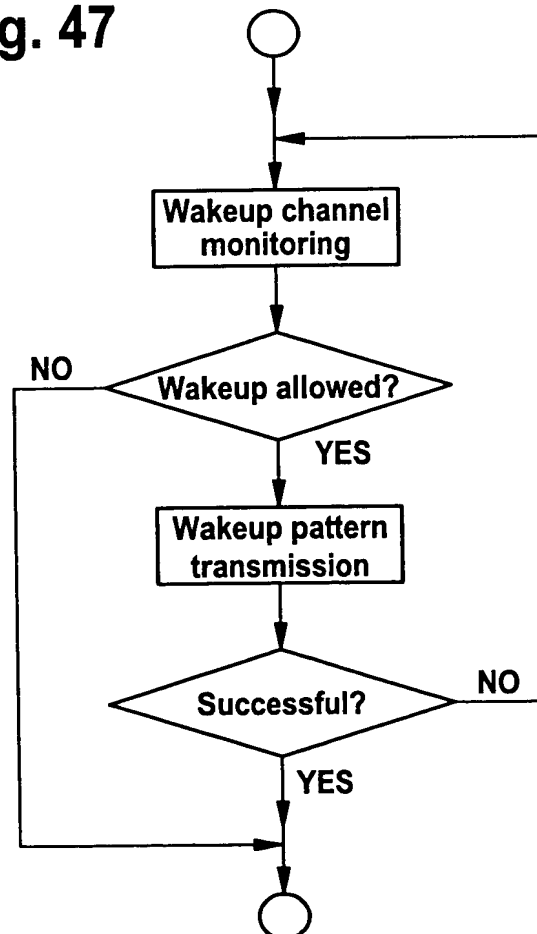 g. 47
Wakeup channel
monitoring
NO
Wakeup allowed?
YES
Wakeup pattern
transmission
Successful?
NO
YES